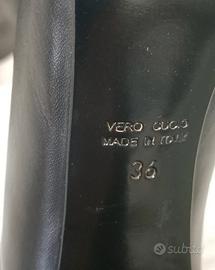 VERO CUOIO
MADE IN ITALY
36
subito